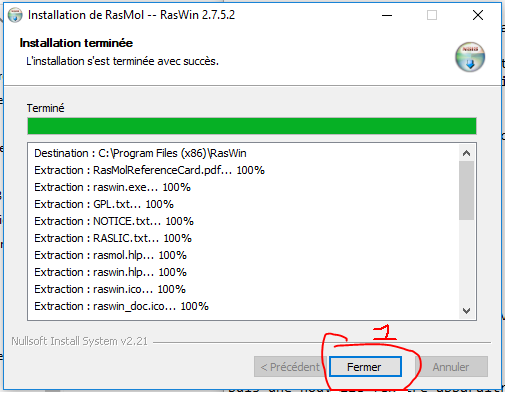 Installation de RasMol -- RasWin 2.7.5.2
Installation terminée
L'installation s'est terminée avec succès.
Terminé
Destination : C:\Program Files (x86)\RasWin
Extraction : RasMolReferenceCard.pdf... 100%
Extraction : raswin.exe... 100%
Extraction : GPL.txt... 100%
Extraction : NOTICE.txt... 100%
Extraction : RASLIC.txt... 100%
Extraction : rasmol.hlp... 100%
Extraction : raswin.hlp... 100%
Extraction : raswin.ico... 100%
Extraction : raswin_doc.ico... 100%
Nullsoft Install System v2.21
1
< Précédent
Fermer
Annuler